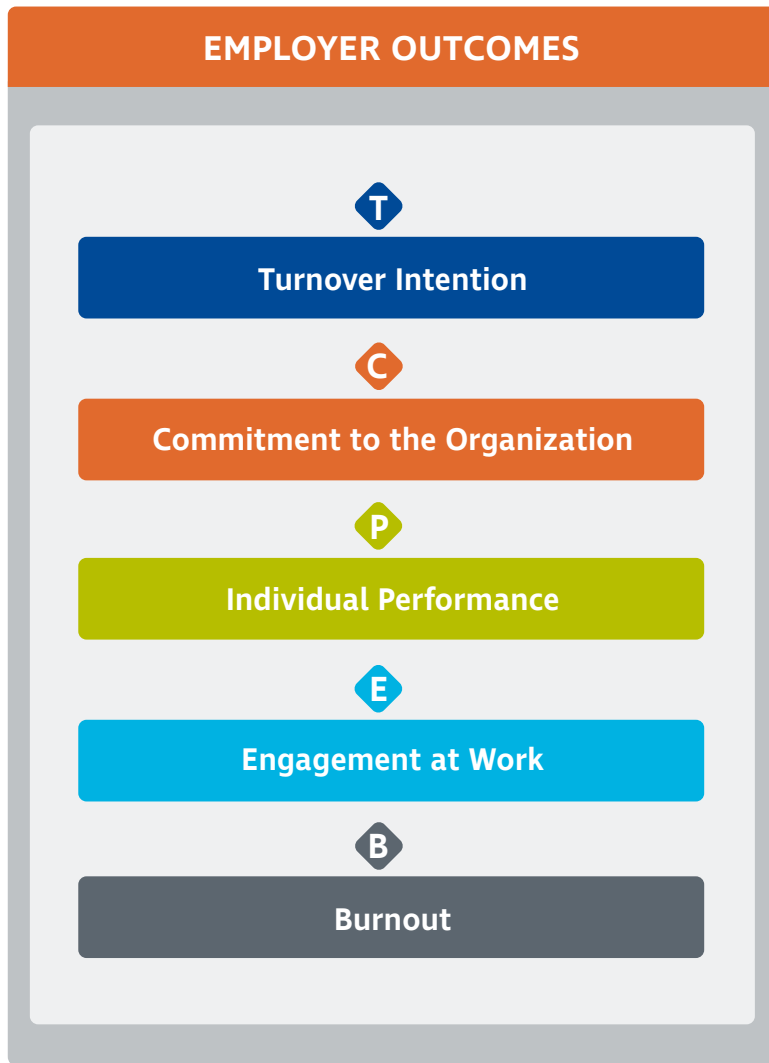 EMPLOYER OUTCOMES
T
Turnover Intention
C
Commitment to the Organization
P
Individual Performance
E
Engagement at Work
B
Burnout